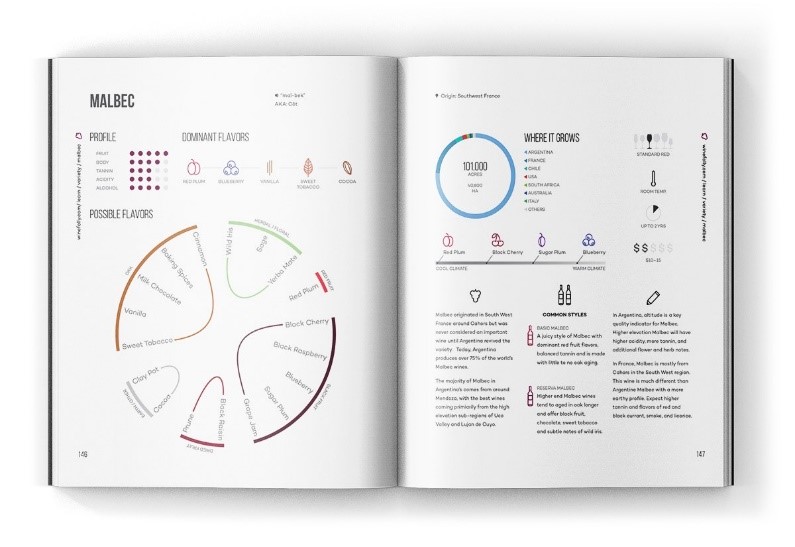 MALBEC
"mal-bek"
AKA: Côt
PROFILE
FRUIT
BODY
TANNIN
ACIDITY
ALCOHOL
DOMINANT FLAVORS
RED PLUM
BLUEBERRY
VANILLA
SWEET
TOBACCO
COCOA
POSSIBLE FLAVORS
OAK
Cinnamon
Baking Spices
Milk Chocolate
Vanilla
Sweet Tobacco
HERBAL / FLORAL
Wild Iris
Sage
Yerba Mate
RED FRUIT
Red Plum
BLACK FRUIT
Black Cherry
Black Raspberry
Blueberry
Sugar Plum
Grape Jam
DRIED FRUIT
Black Raisin
Prune
Cocoa
Clay Pot
winefolly.com / learn / variety / malbec
146
Origin: Southwest France
101,000
ACRES
HA
WHERE IT GROWS
ARGENTINA
FRANCE
CHILE
USA
SOUTH AFRICA
AUSTRALIA
ITALY
OTHERS
STANDARD RED
ROOM TEMP.
UP TO 2 YRS
$$$$$
winefolly.com / learn / variety / malbec
Red Plum
Black Cherry
Sugar Plum
Blueberry
COOL CLIMATE
WARM CLIMATE
Malbec originated in South West
France around Cahors but was
never considered an important
wine until Argentina revived the
variety. Today, Argentina
produces over 75% of the world's
Malbec wines.
The majority of Malbec in
Argentina's comes from around
Mendoza, with the best wines
coming primarily from the high
elevation sub-regions of Uco
Valley and Lujan de Cuyo.
COMMON STYLES
BASIC MALBEC
A juicy style of Malbec with
dominant red fruit flavors,
balanced tannin and is made
with little to no oak aging.
RESERVA MALBEC
Higher end Malbec wines
tend to aged in oak longer
and offer black fruit,
chocolate, sweet tobacco
and subtle notes of wild iris.
In Argentina, altitude is a key
quality indicator for Malbec.
Higher elevation Malbec will have
higher acidity, more tannin, and
additional flower and herb notes.
In France, Malbec is mostly from
Cahors in the South West region.
This wine is much different than
Argentine Malbec with a more
earthy profile. Expect higher
tannin and flavors of red and
black currant, smoke, and licorice.
147